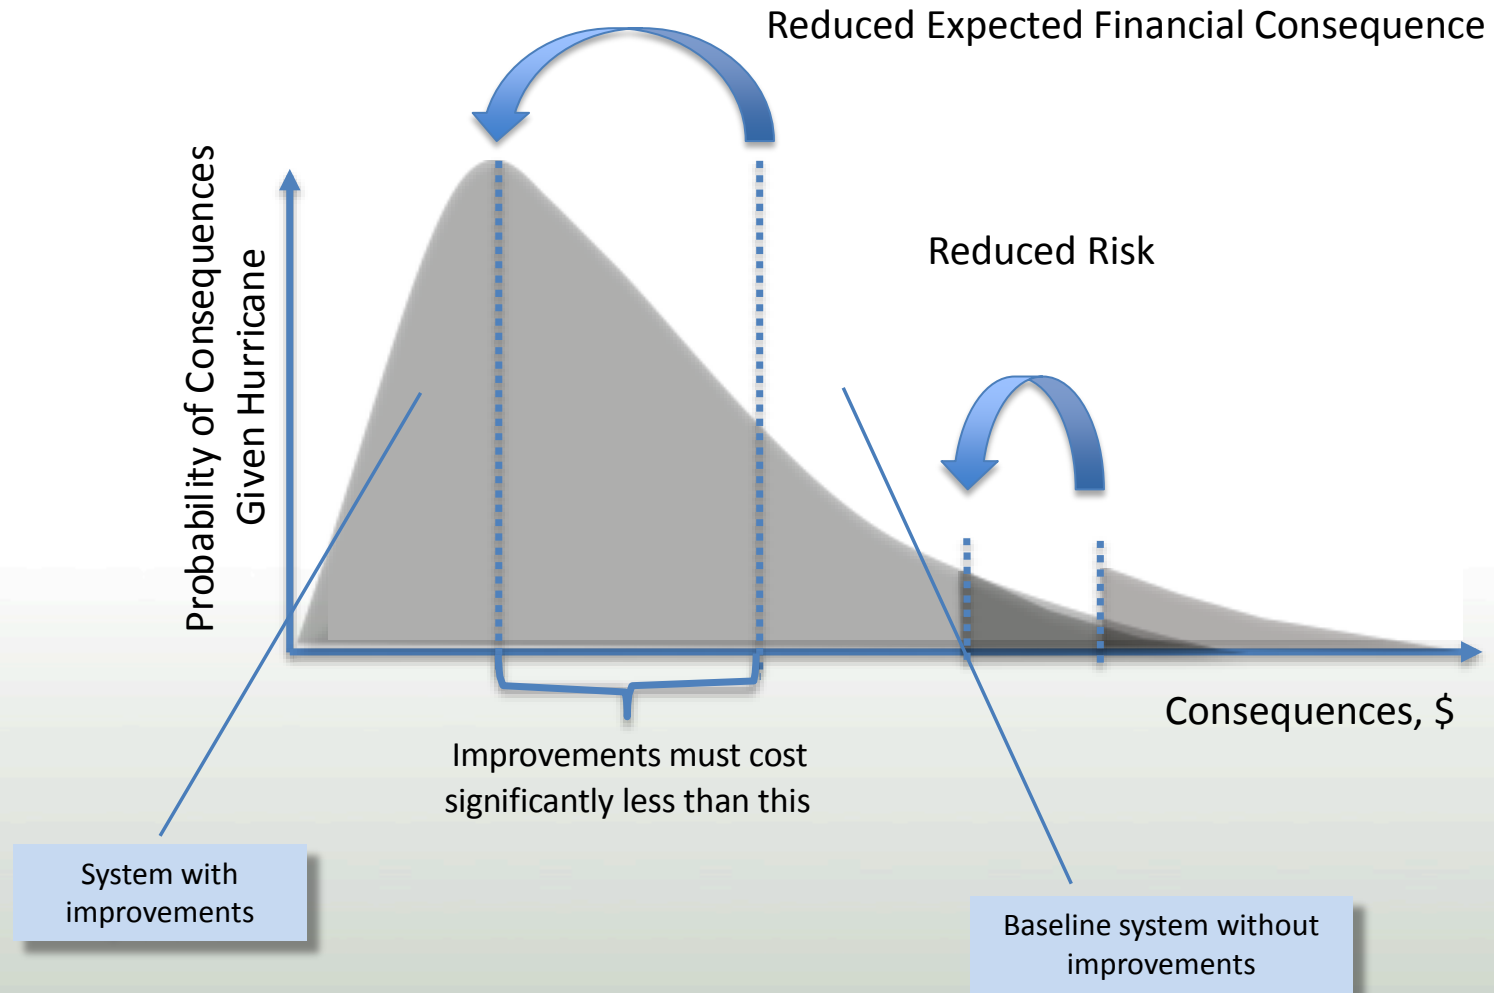 Reduced Expected Financial Consequence
Probability of Consequences
Given Hurricane
Reduced Risk
Consequences, $
Improvements must cost
significantly less than this
System with
improvements
Baseline system without
improvements